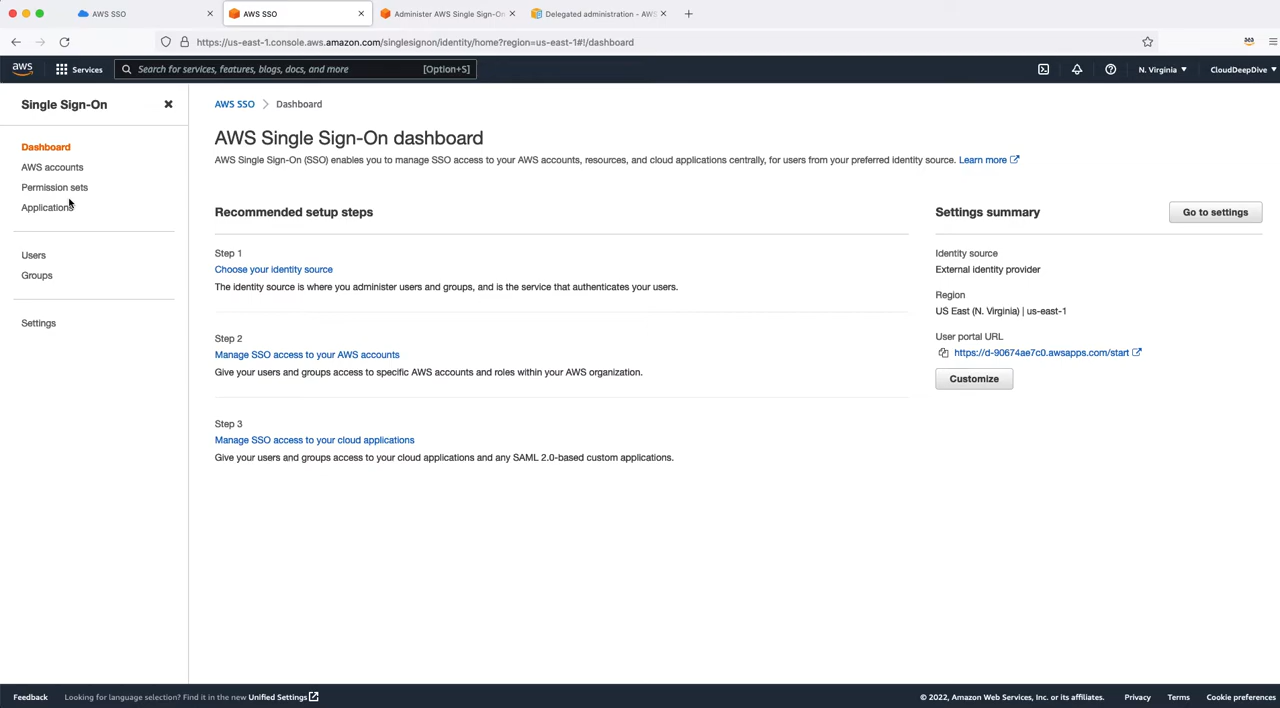 AWS SSO
AWS SSO
Administer AWS Single Sign-On
Delegated administration - AWS
https://us-east-1.console.aws.amazon.com/singlesignon/identity/home?region=us-east-1#!/dashboard
aws
Services
Search for services, features, blogs, docs, and more
[Option+S]
N. Virginia
CloudDeepDive
Single Sign-On
Dashboard
AWS accounts
Permission sets
Applications
Users
Groups
Settings
AWS SSO
Dashboard
AWS Single Sign-On dashboard
AWS Single Sign-On (SSO) enables you to manage SSO access to your AWS accounts, resources, and cloud applications centrally, for users from your preferred identity source. Learn more
Recommended setup steps
Step 1
Choose your identity source
The identity source is where you administer users and groups, and is the service that authenticates your users.
Step 2
Manage SSO access to your AWS accounts
Give your users and groups access to specific AWS accounts and roles within your AWS organization.
Step 3
Manage SSO access to your cloud applications
Give your users and groups access to your cloud applications and any SAML 2.0-based custom applications.
Settings summary
Go to settings
Identity source
External identity provider
Region
US East (N. Virginia) | us-east-1
User portal URL
https://d-90674ae7c0.awsapps.com/start
Customize
Feedback
Looking for language selection? Find it in the new Unified Settings
© 2022, Amazon Web Services, Inc. or its affiliates.
Privacy
Terms
Cookie preferences